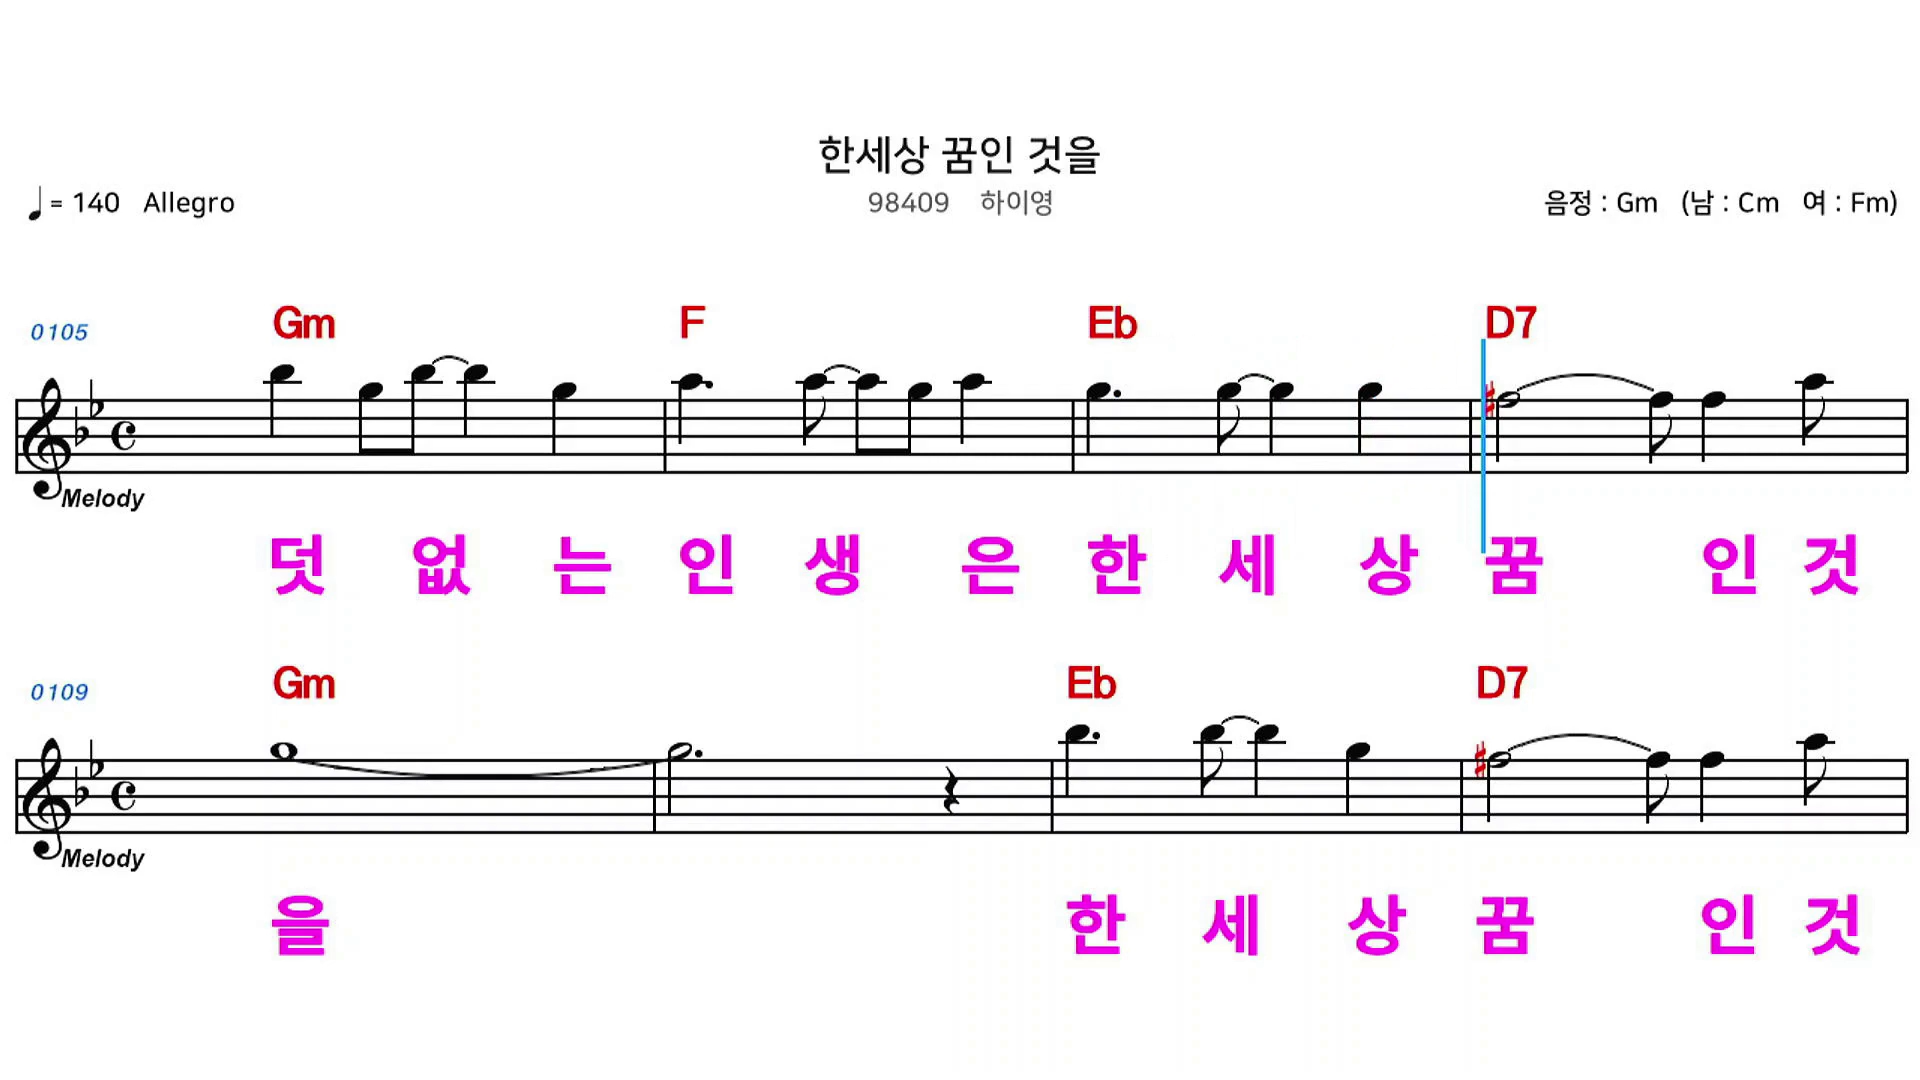 한세상 꿈인 것을
♩ = 140 Allegro 98409 하이영 음정 : Gm (남 : Cm 여 : Fm)
0105 Gm F Eb D7
Melody
덧 없 는 인 생 은 한 세 상 꿈 인 것
0109 Gm Eb D7
Melody
을 한 세 상 꿈 인 것